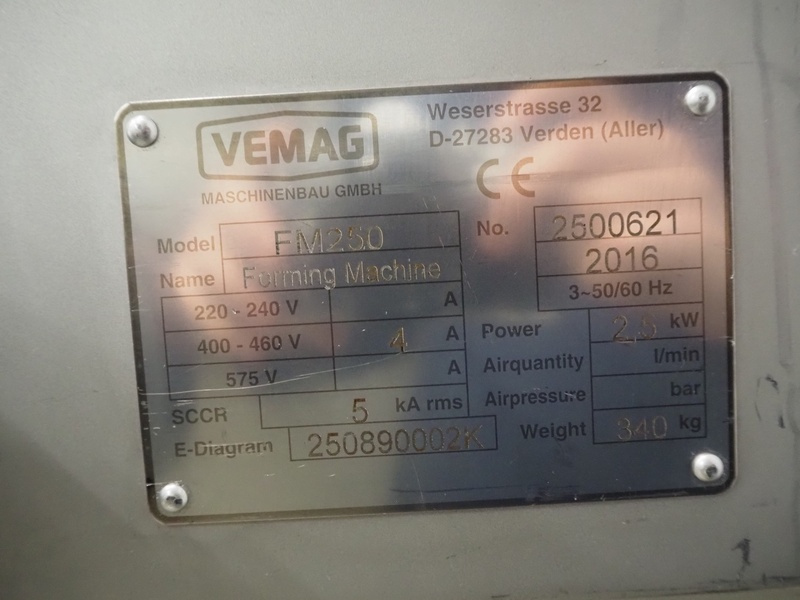 VEMAG
MASCHINENBAU GMBH
Weserstrasse 32
D-27283 Verden (Aller)
CE
Model FM250
No. 2500621
Name Forming Machine
2016
3~50/60 Hz
220 - 240 V A
400 - 460 V 4 A
575 V A
Power 2,5 kW
Airquantity l/min
Airpressure bar
SCCR 5 kA rms
Weight 340 kg
E-Diagram 250890002K
1